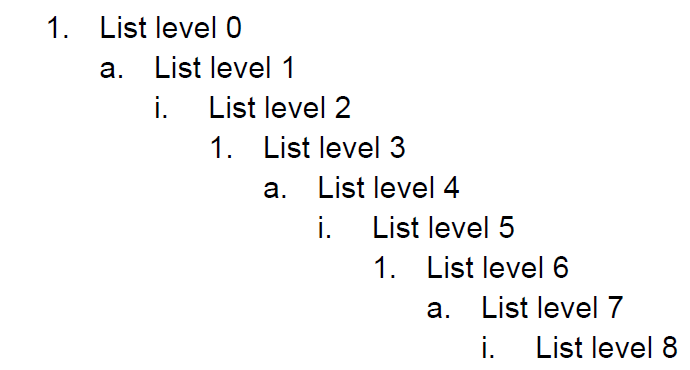 1. List level 0
a. List level 1
i. List level 2
1. List level 3
a. List level 4
i. List level 5
1. List level 6
a. List level 7
i. List level 8